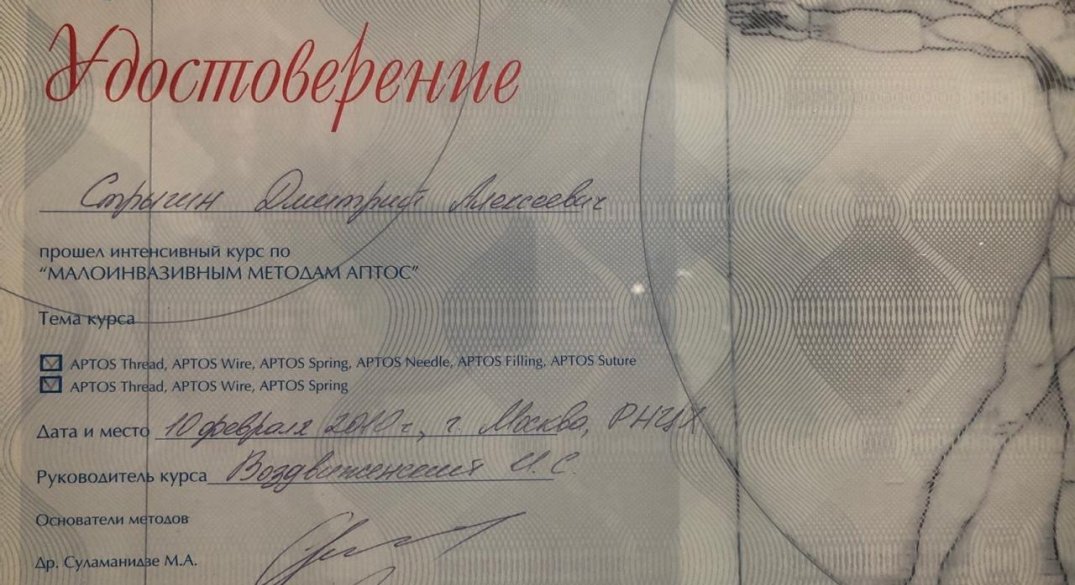 Удостоверение
Стрыгин Дмитрий Алексеевич
прошел интенсивный курс по
“МАЛОИНВАЗИВНЫМ МЕТОДАМ АПТОС”
Тема курса
APTOS Thread, APTOS Wire, APTOS Spring, APTOS Needle, APTOS Filling, APTOS Suture
APTOS Thread, APTOS Wire, APTOS Spring
Дата и место 10 февраля 2010 г., г. Москва, РНЦХ
Руководитель курса Воздвиженский И. С.
Основатели методов
Др. Суламанидзе М.А.